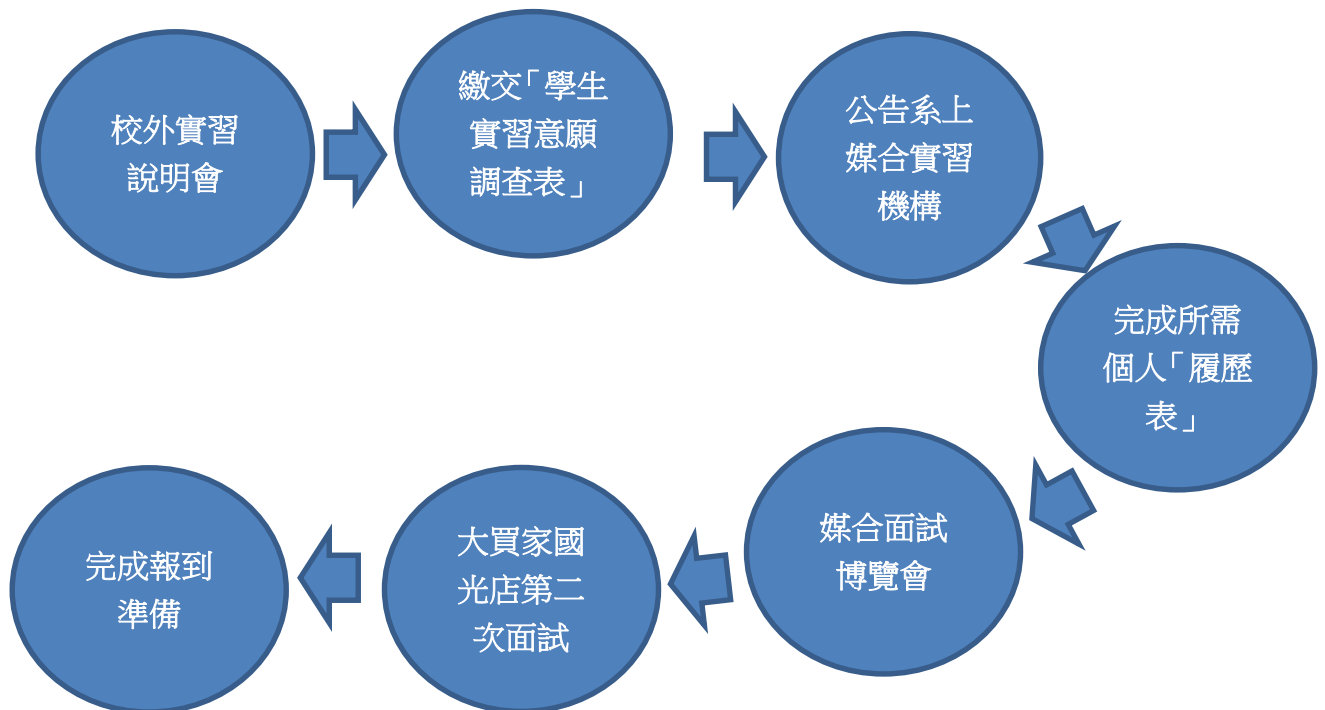 校外實習
說明會
繳交「學生
實習意願
調查表」
公告系上
媒合實習
機構
完成所需
個人「履歷
表」
媒合面試
博覽會
大買家國
光店第二
次面試
完成報到
準備